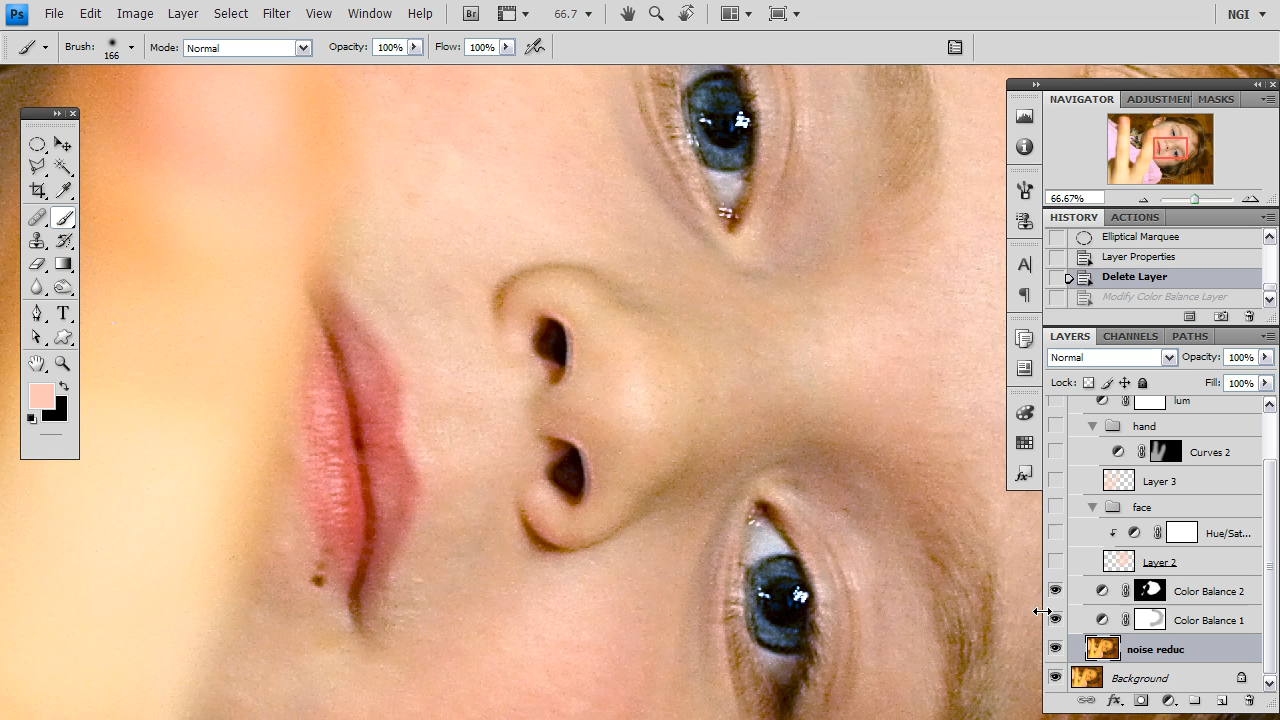 Ps File Edit Image Layer Select Filter View Window Help Br 66.7 NGI
Brush: 166 Mode: Normal Opacity: 100% Flow: 100%
NAVIGATOR ADJUSTMEN MASKS
66.67%
HISTORY ACTIONS
Elliptical Marquee
Layer Properties
Delete Layer
Modify Color Balance Layer
LAYERS CHANNELS PATHS
Normal Opacity: 100%
Lock: Fill: 100%
lum
hand
Curves 2
Layer 3
face
Hue/Sat...
Layer 2
Color Balance 2
Color Balance 1
noise reduc
Background